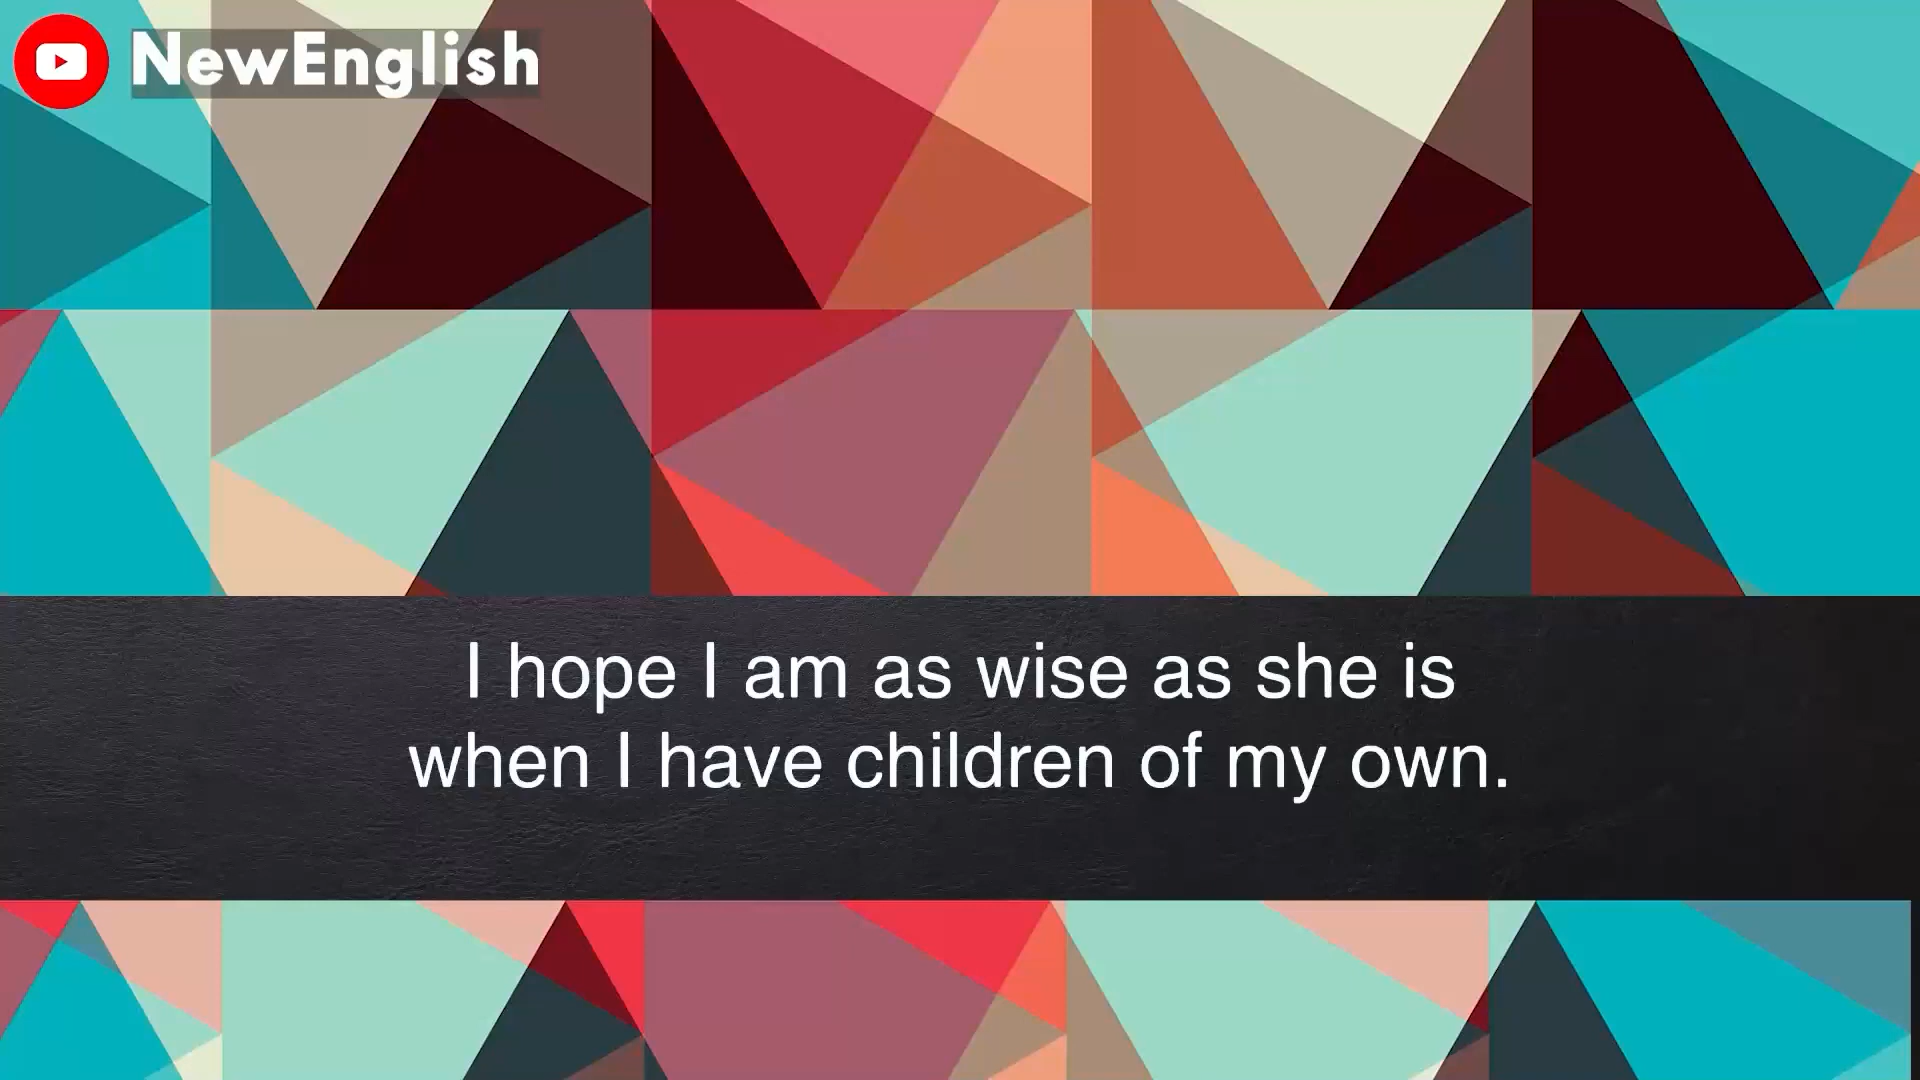 NewEnglish
I hope I am as wise as she is
when I have children of my own.